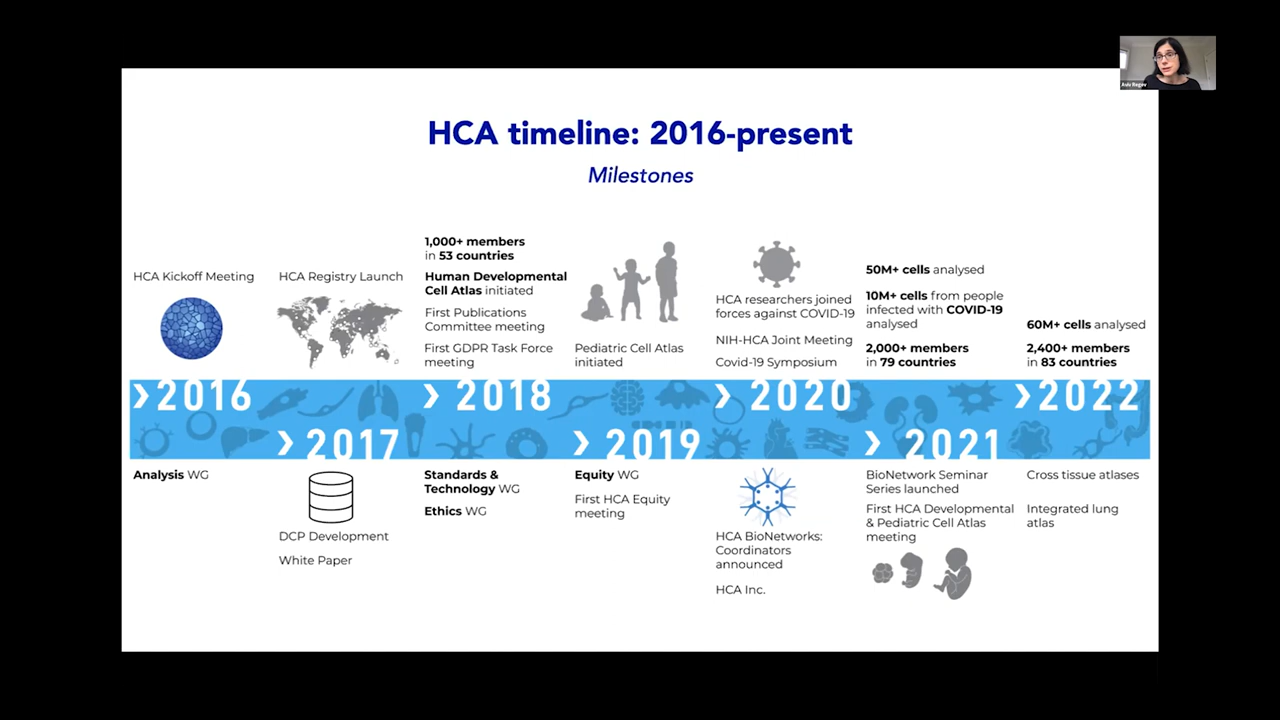 Aviv Regev
HCA timeline: 2016-present
Milestones
HCA Kickoff Meeting
HCA Registry Launch
1,000+ members
in 53 countries
Human Developmental
Cell Atlas initiated
First Publications
Committee meeting
First GDPR Task Force
meeting
Pediatric Cell Atlas
initiated
HCA researchers joined
forces against COVID-19
NIH-HCA Joint Meeting
Covid-19 Symposium
50M+ cells analysed
10M+ cells from people
infected with COVID-19
analysed
2,000+ members
in 79 countries
60M+ cells analysed
2,400+ members
in 83 countries
2016
2017
2018
2019
2020
2021
2022
Analysis WG
DCP Development
White Paper
Standards &
Technology WG
Ethics WG
Equity WG
First HCA Equity
meeting
HCA BioNetworks:
Coordinators
announced
HCA Inc.
BioNetwork Seminar
Series launched
First HCA Developmental
& Pediatric Cell Atlas
meeting
Cross tissue atlases
Integrated lung
atlas